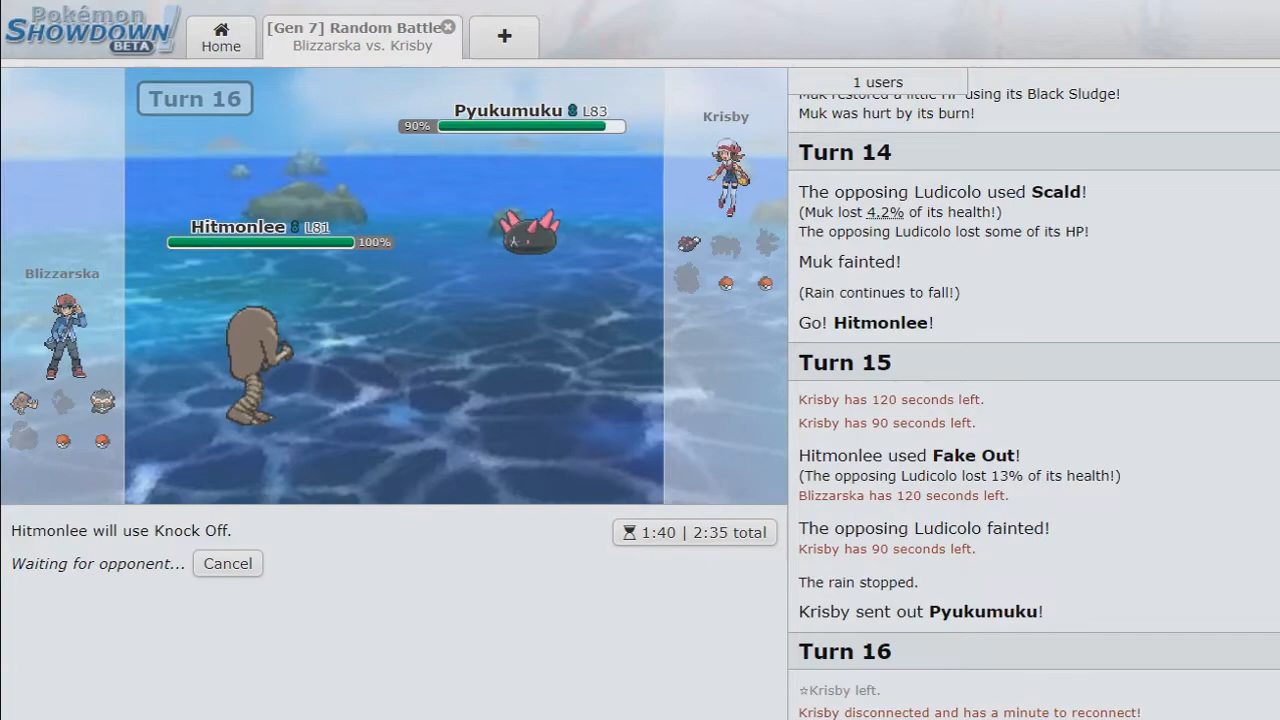 Pokémon
SHOWDOWN!
BETA
Home
[Gen 7] Random Battle
Blizzarska vs. Krisby
+
Turn 16
Pyukumuku L83
90%
Hitmonlee L81
100%
Krisby
Blizzarska
Hitmonlee will use Knock Off.
1:40 | 2:35 total
Waiting for opponent...
Cancel
1 users
Muk restored a little HP using its Black Sludge!
Muk was hurt by its burn!
Turn 14
The opposing Ludicolo used Scald!
(Muk lost 4.2% of its health!)
The opposing Ludicolo lost some of its HP!
Muk fainted!
(Rain continues to fall!)
Go! Hitmonlee!
Turn 15
Krisby has 120 seconds left.
Krisby has 90 seconds left.
Hitmonlee used Fake Out!
(The opposing Ludicolo lost 13% of its health!)
Blizzarska has 120 seconds left.
The opposing Ludicolo fainted!
Krisby has 90 seconds left.
The rain stopped.
Krisby sent out Pyukumuku!
Turn 16
☆Krisby left.
Krisby disconnected and has a minute to reconnect!